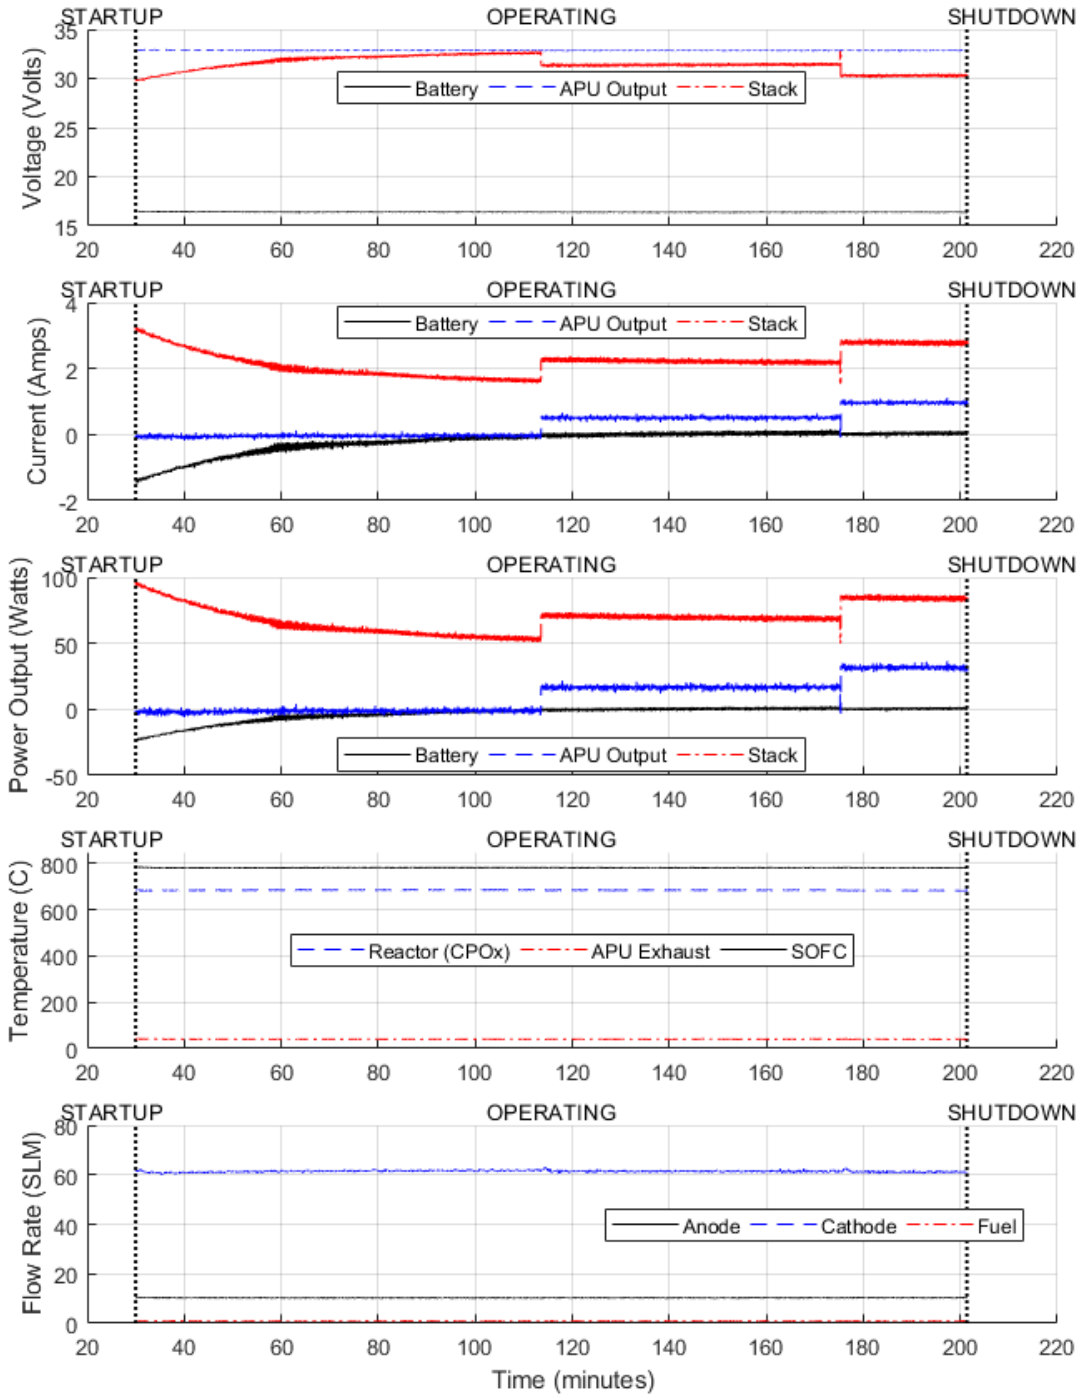 STARTUP OPERATING SHUTDOWN
35
30
25
20
15
Voltage (Volts)
Battery APU Output Stack
20 40 60 80 100 120 140 160 180 200 220
STARTUP OPERATING SHUTDOWN
4
2
0
-2
Current (Amps)
Battery APU Output Stack
20 40 60 80 100 120 140 160 180 200 220
STARTUP OPERATING SHUTDOWN
100
50
0
-50
Power Output (Watts)
Battery APU Output Stack
20 40 60 80 100 120 140 160 180 200 220
STARTUP OPERATING SHUTDOWN
800
600
400
200
0
Temperature (C)
Reactor (CPOx) APU Exhaust SOFC
20 40 60 80 100 120 140 160 180 200 220
STARTUP OPERATING SHUTDOWN
80
60
40
20
0
Flow Rate (SLM)
Anode Cathode Fuel
20 40 60 80 100 120 140 160 180 200 220
Time (minutes)